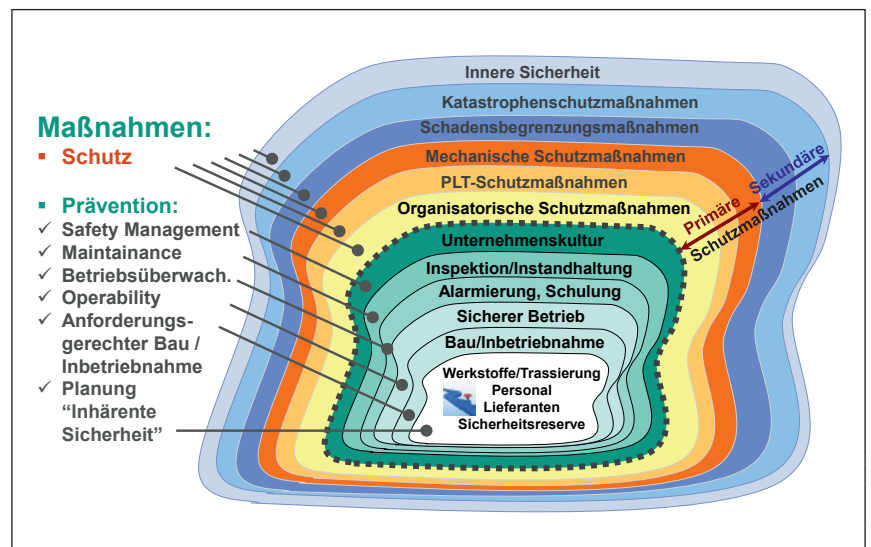 Maßnahmen:
▪ Schutz
▪ Prävention:
✓ Safety Management
✓ Maintainance
✓ Betriebsüberwach.
✓ Operability
✓ Anforderungs-
gerechter Bau /
Inbetriebnahme
✓ Planung
“Inhärente
Sicherheit”
Innere Sicherheit
Katastrophenschutzmaßnahmen
Schadensbegrenzungsmaßnahmen
Mechanische Schutzmaßnahmen
PLT-Schutzmaßnahmen
Organisatorische Schutzmaßnahmen
Unternehmenskultur
Inspektion/Instandhaltung
Alarmierung, Schulung
Sicherer Betrieb
Bau/Inbetriebnahme
Werkstoffe/Trassierung
Personal
Lieferanten
Sicherheitsreserve
Primäre
Sekundäre
Schutzmaßnahmen